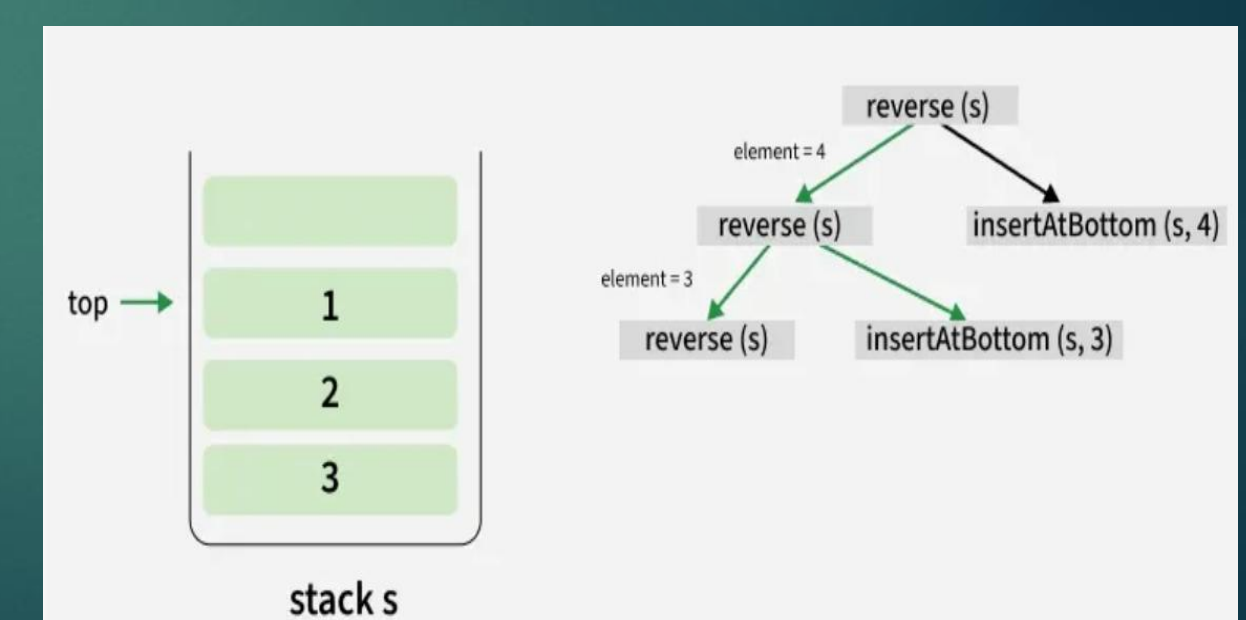 reverse (s)
element = 4
reverse (s)
insertAtBottom (s, 4)
element = 3
reverse (s)
insertAtBottom (s, 3)
top
1
2
3
stack s